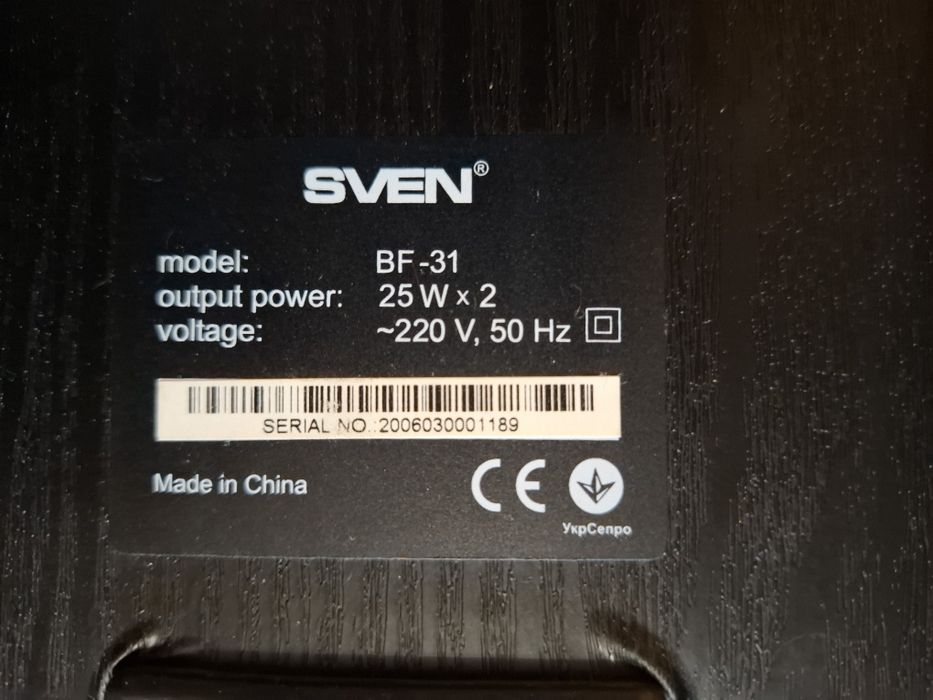 SVEN®
model: BF-31
output power: 25 W x 2
voltage: ~220 V, 50 Hz
SERIAL NO.:2006030001189
Made in China
CE
УкрСепро